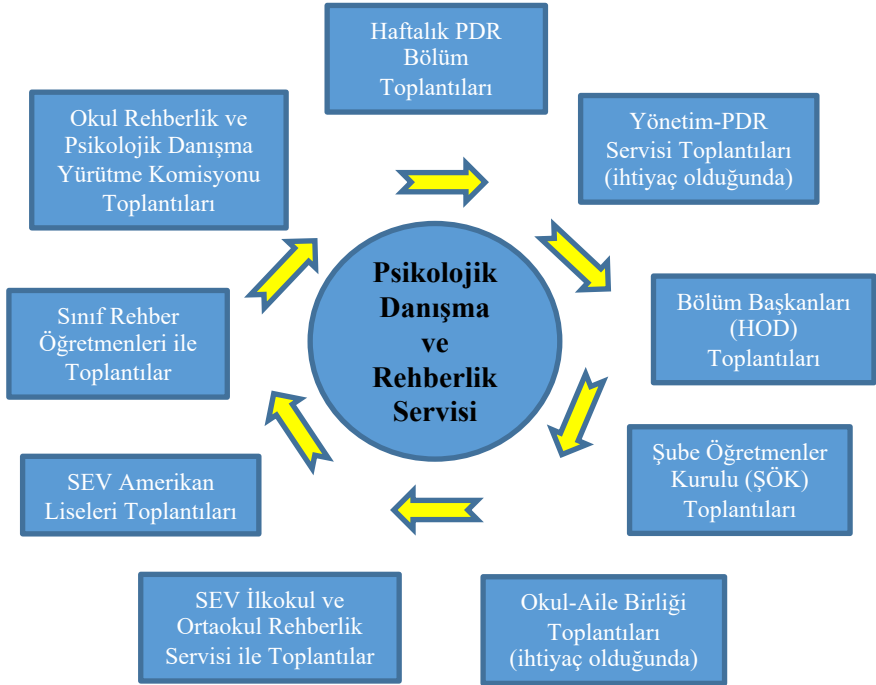 Haftalık PDR
Bölüm
Toplantıları
Yönetim-PDR
Servisi Toplantıları
(ihtiyaç olduğunda)
Bölüm Başkanları
(HOD)
Toplantıları
Şube Öğretmenler
Kurulu (ŞÖK)
Toplantıları
Okul-Aile Birliği
Toplantıları
(ihtiyaç olduğunda)
SEV İlkokul ve
Ortaokul Rehberlik
Servisi ile Toplantılar
SEV Amerikan
Liseleri Toplantıları
Sınıf Rehber
Öğretmenleri ile
Toplantılar
Okul Rehberlik ve
Psikolojik Danışma
Yürütme Komisyonu
Toplantıları
Psikolojik
Danışma
ve
Rehberlik
Servisi